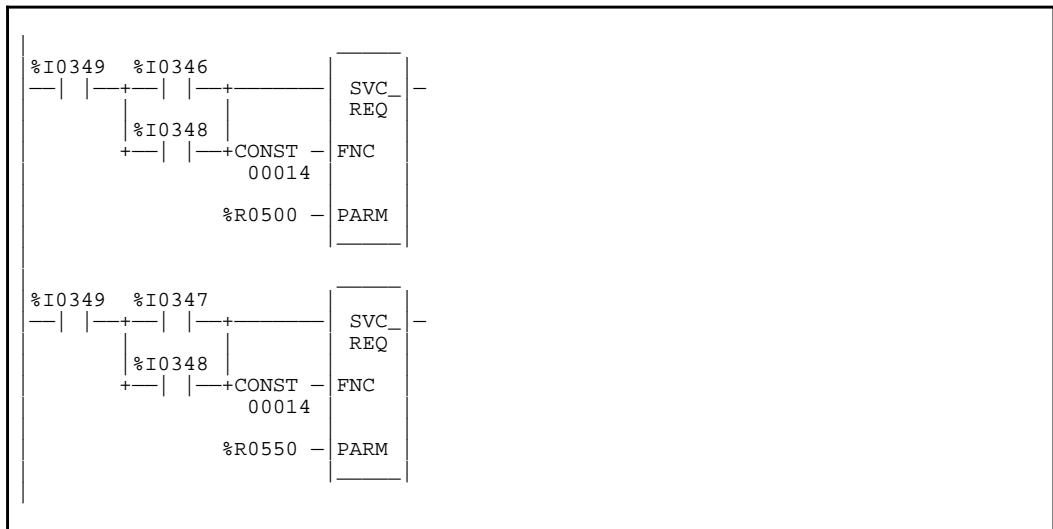 %I0349 %I0346
SVC_
REQ
%I0348
CONST FNC
00014
%R0500 PARM
%I0349 %I0347
SVC_
REQ
%I0348
CONST FNC
00014
%R0550 PARM